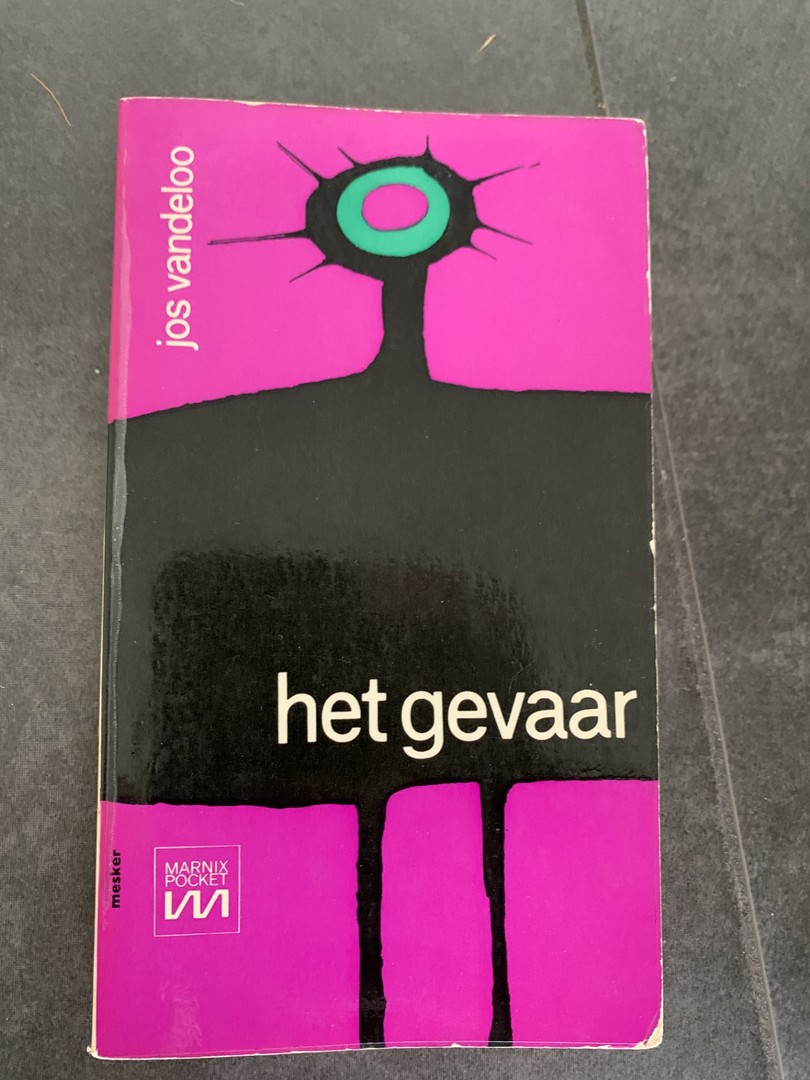 jos vandeloo
het gevaar
mesker
MARNIX
POCKET